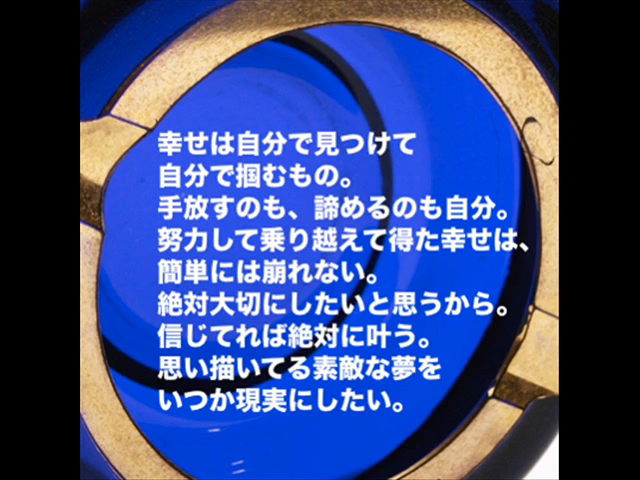 幸せは自分で見つけて
自分で掴むもの。
手放すのも、諦めるのも自分。
努力して乗り越えて得た幸せは、
簡単には崩れない。
絶対大切にしたいと思うから。
信じてれば絶対に叶う。
思い描いてる素敵な夢を
いつか現実にしたい。